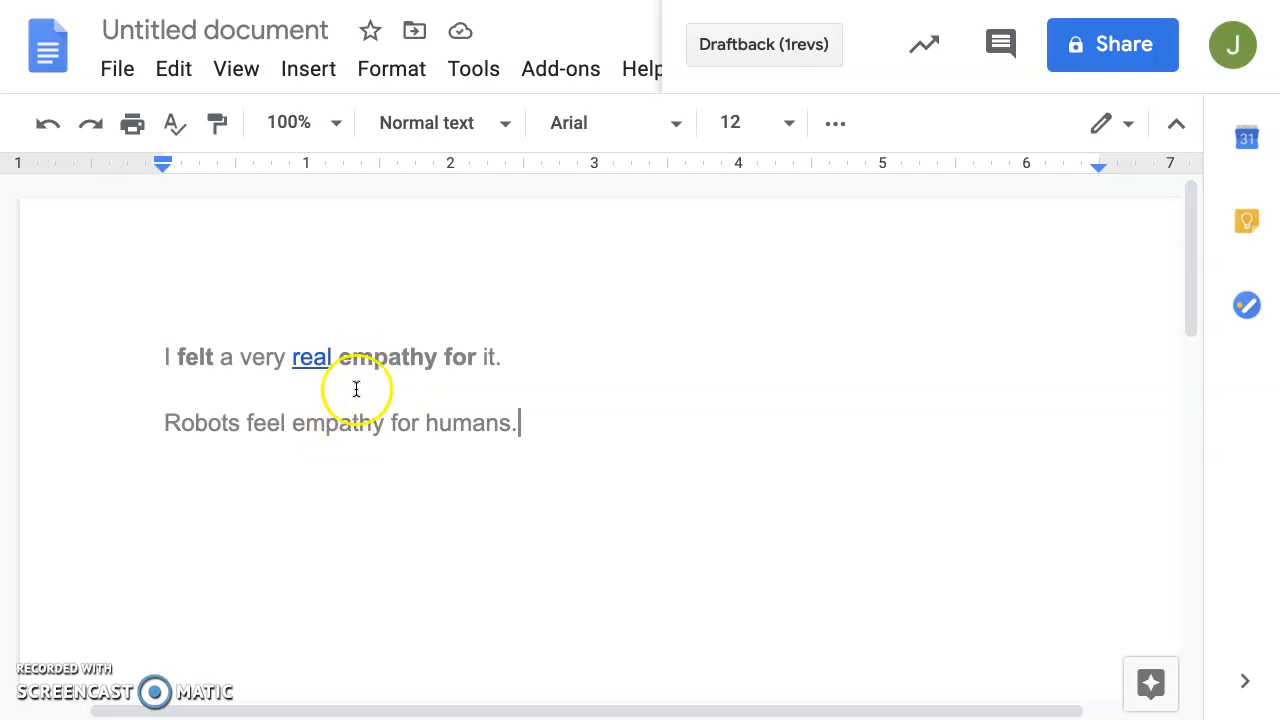 Untitled document
Draftback (1revs)
Share
J
File Edit View Insert Format Tools Add-ons Help
100% Normal text Arial 12
31
1 1 2 3 4 5 6 7
I felt a very real empathy for it.
Robots feel empathy for humans.
RECORDED WITH
SCREENCAST MATIC